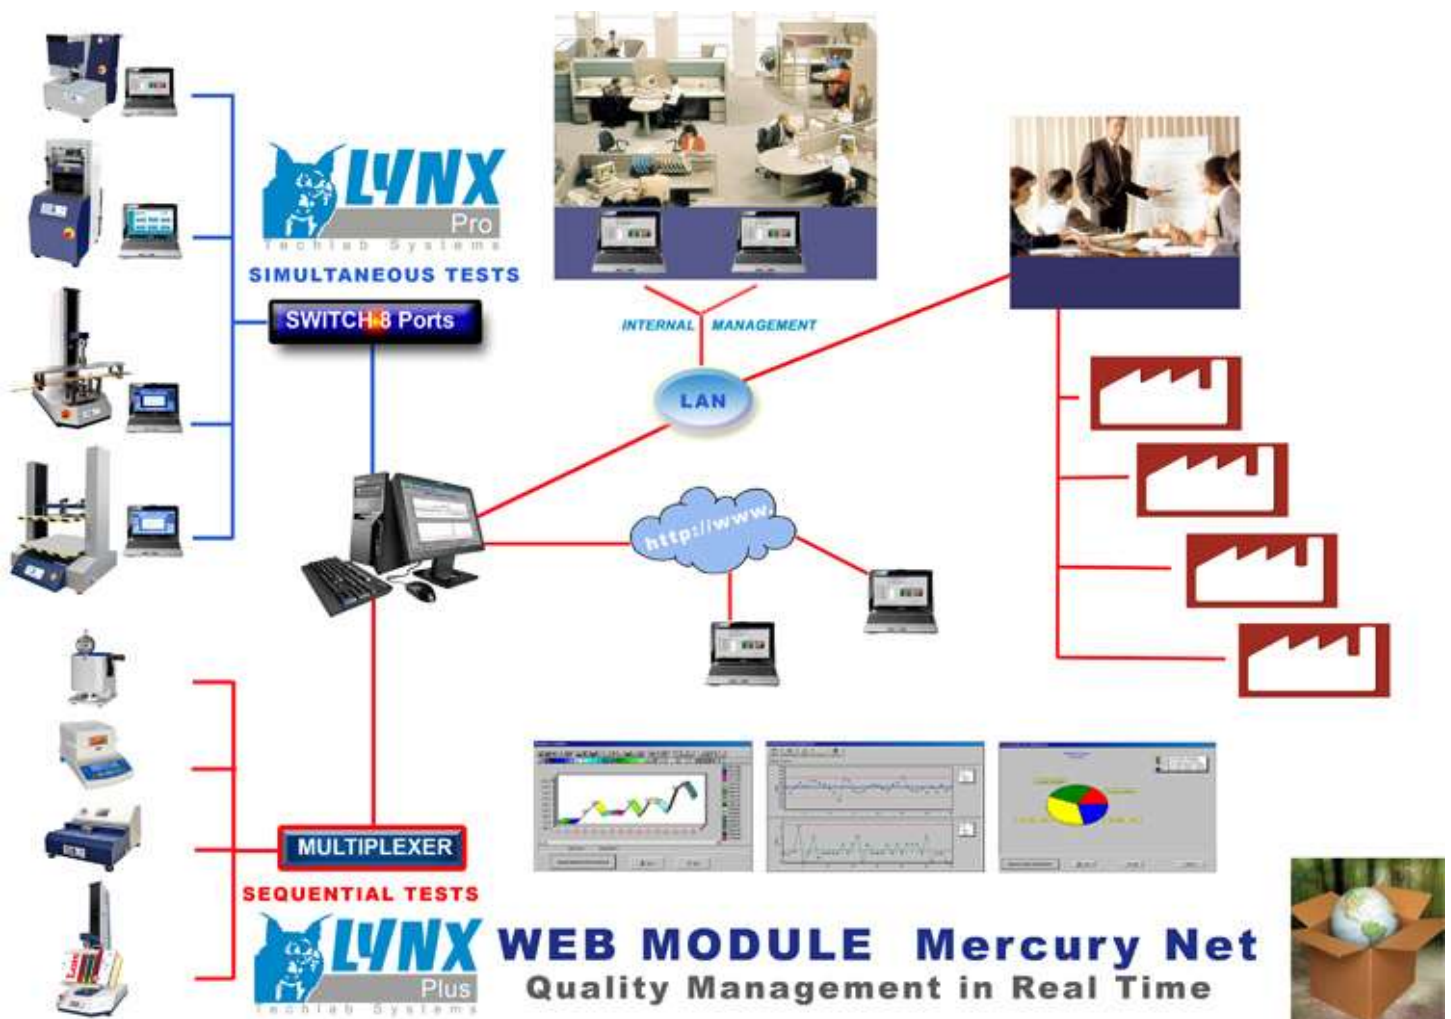 LYNX
Pro
Techlab Systems
SIMULTANEOUS TESTS
SWITCH 8 Ports
INTERNAL MANAGEMENT
LAN
http://www.
MULTIPLEXER
SEQUENTIAL TESTS
LYNX
Plus
Techlab Systems
WEB MODULE Mercury Net
Quality Management in Real Time